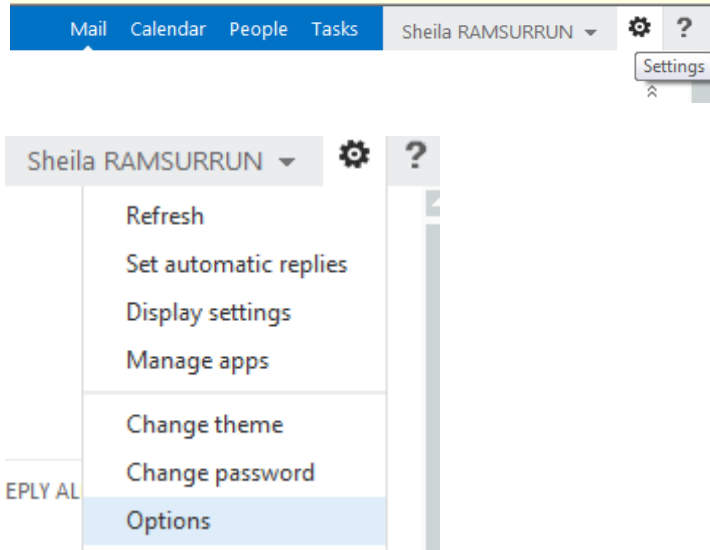 Mail Calendar People Tasks Sheila RAMSURRUN ?
Settings
Sheila RAMSURRUN ?
Refresh
Set automatic replies
Display settings
Manage apps
Change theme
Change password
EPLY AL
Options